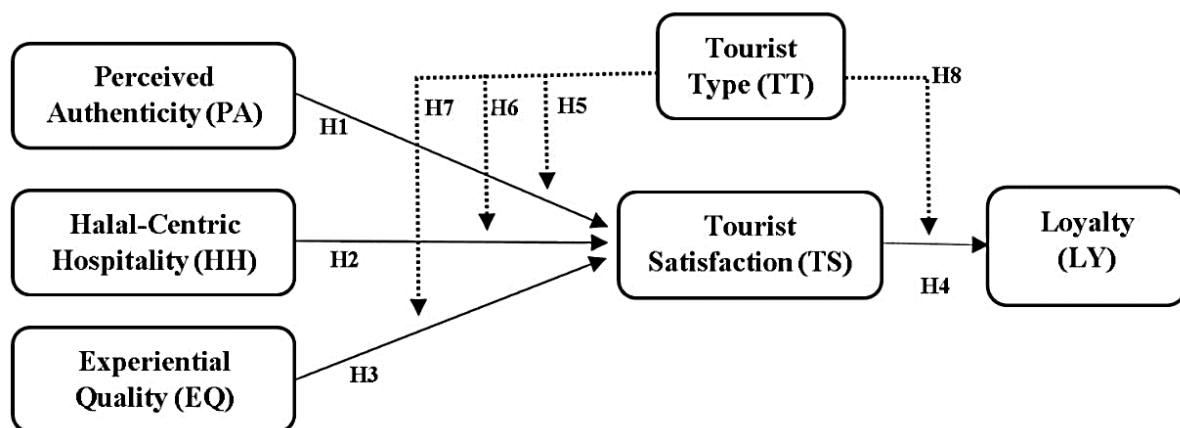 Perceived
Authenticity (PA)
Tourist
Type (TT)
H8
H7
H6
H5
H1
Halal-Centric
Hospitality (HH)
H2
Tourist
Satisfaction (TS)
H4
Loyalty
(LY)
Experiential
Quality (EQ)
H3